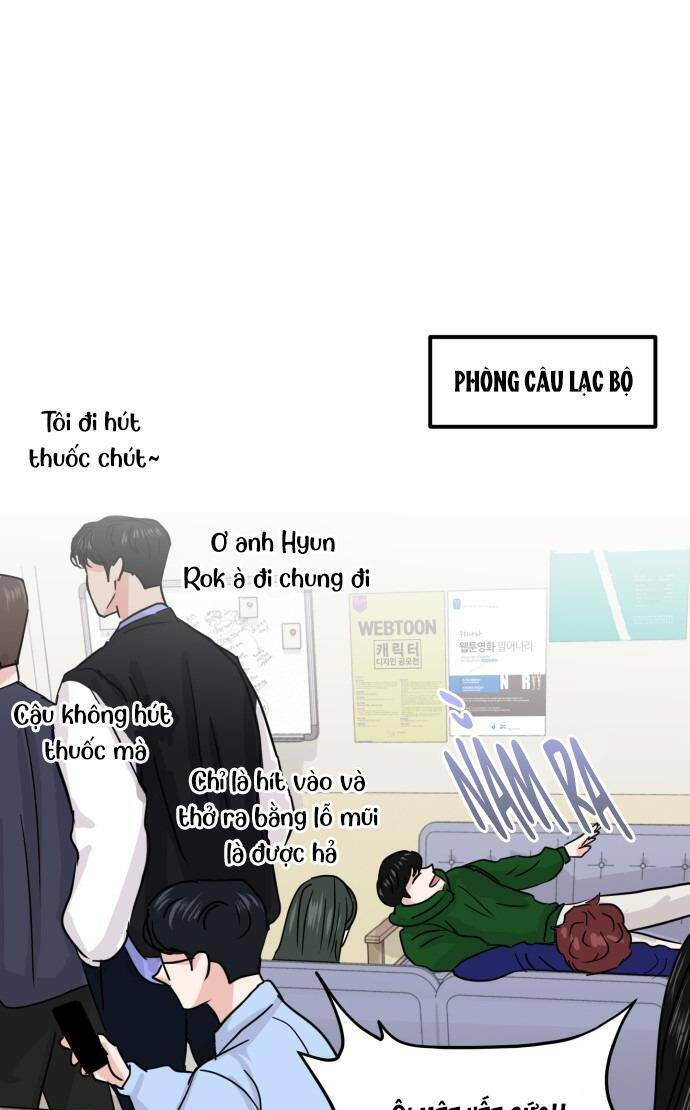 PHÒNG CÂU LẠC BỘ
Tôi đi hút
thuốc chút~
Ơ anh Hyun
Rok à đi chung đi
Cậu không hút
thuốc mà
Chỉ là hít vào và
thở ra bằng lỗ mũi
là được hả
WEBTOON
캐릭터
디자인 공모전
웹툰영화 일어나라
NẰM RA